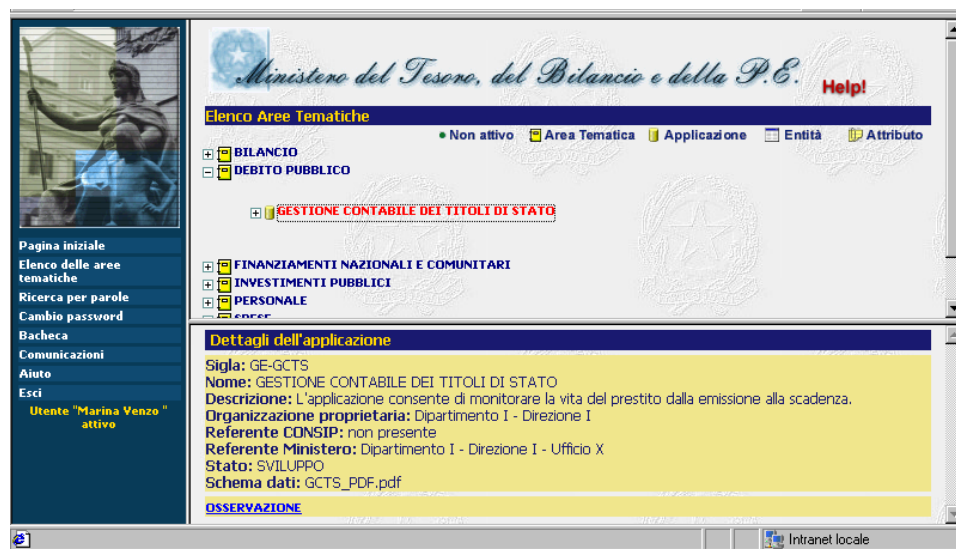 Ministero del Tesoro, del Bilancio e della P.E.
Help!
Elenco Aree Tematiche
Non attivo Area Tematica Applicazione Entità Attributo
BILANCIO
DEBITO PUBBLICO
GESTIONE CONTABILE DEI TITOLI DI STATO
FINANZIAMENTI NAZIONALI E COMUNITARI
INVESTIMENTI PUBBLICI
PERSONALE
SPESE
Pagina iniziale
Elenco delle aree
tematiche
Ricerca per parole
Cambio password
Bacheca
Comunicazioni
Aiuto
Esci
Utente "Marina Venzo "
attivo
Dettagli dell'applicazione
Sigla: GE-GCTS
Nome: GESTIONE CONTABILE DEI TITOLI DI STATO
Descrizione: L'applicazione consente di monitorare la vita del prestito dalla emissione alla scadenza.
Organizzazione proprietaria: Dipartimento I - Direzione I
Referente CONSIP: non presente
Referente Ministero: Dipartimento I - Direzione I - Ufficio X
Stato: SVILUPPO
Schema dati: GCTS_PDF.pdf
OSSERVAZIONE
Intranet locale